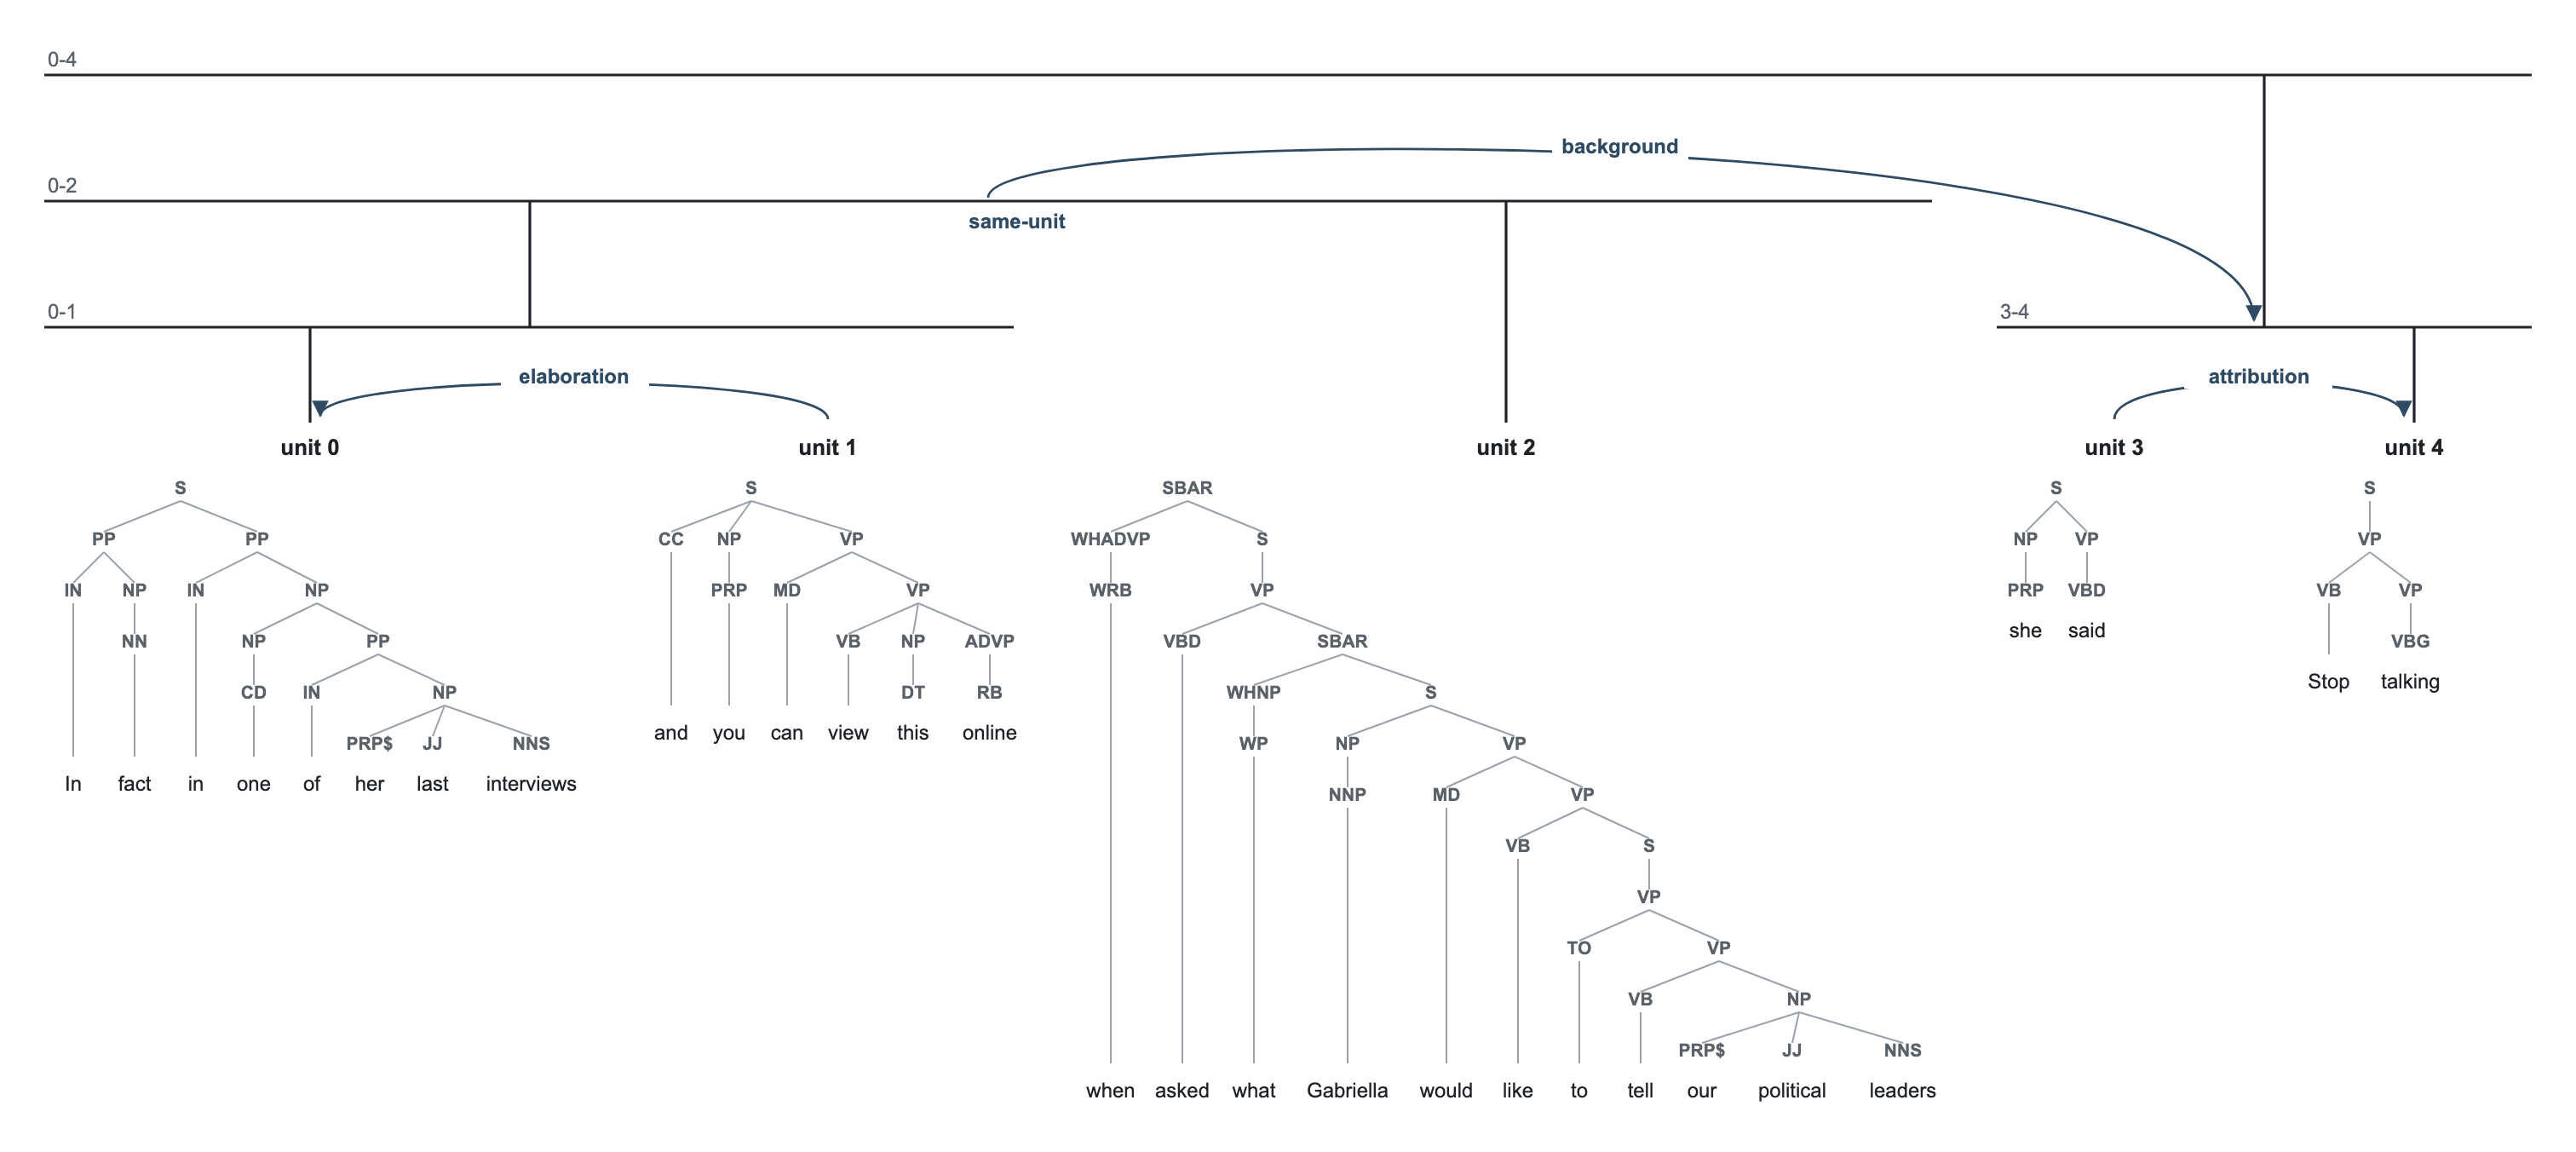 0-4
background
0-2
same-unit
0-1 3-4
elaboration attribution
unit 0 unit 1 unit 2 unit 3 unit 4
S S SBAR S S
PP PP CC NP VP WHADVP S NP VP VP
IN NP IN NP PRP MD VP WRB VP PRP VBD VB VP
she said
NN NP PP VB NP ADVP VBD SBAR VBG
Stop talking
CD IN NP DT RB WHNP S
and you can view this online
PRP$ JJ NNS WP NP VP
In fact in one of her last interviews
NNP MD VP
VB S
VP
TO VP
VB NP
PRP$ JJ NNS
when asked what Gabriella would like to tell our political leaders